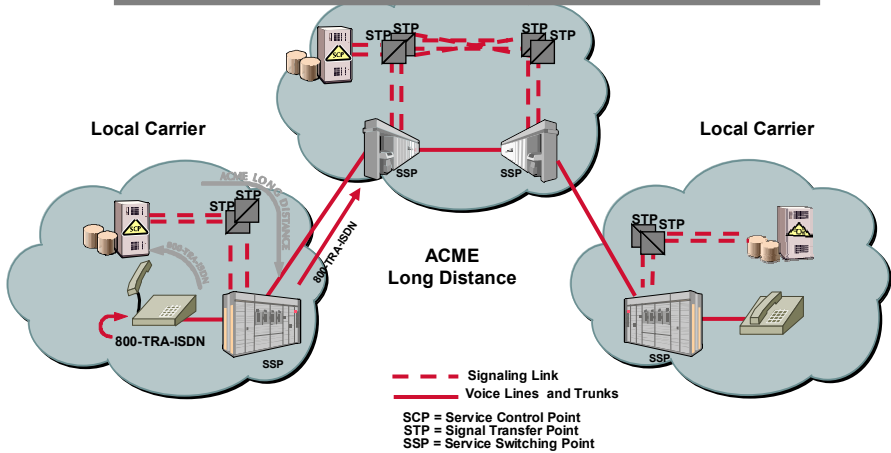 STP
STP
STP
STP
SCP
SSP
SSP
Local Carrier
Local Carrier
ACME LONG DISTANCE
STP
STP
SCP
800-TRA-ISDN
800-TRA-ISDN
SSP
800-TRA-ISDN
ACME
Long Distance
STP
STP
SSP
Signaling Link
Voice Lines and Trunks
SCP = Service Control Point
STP = Signal Transfer Point
SSP = Service Switching Point